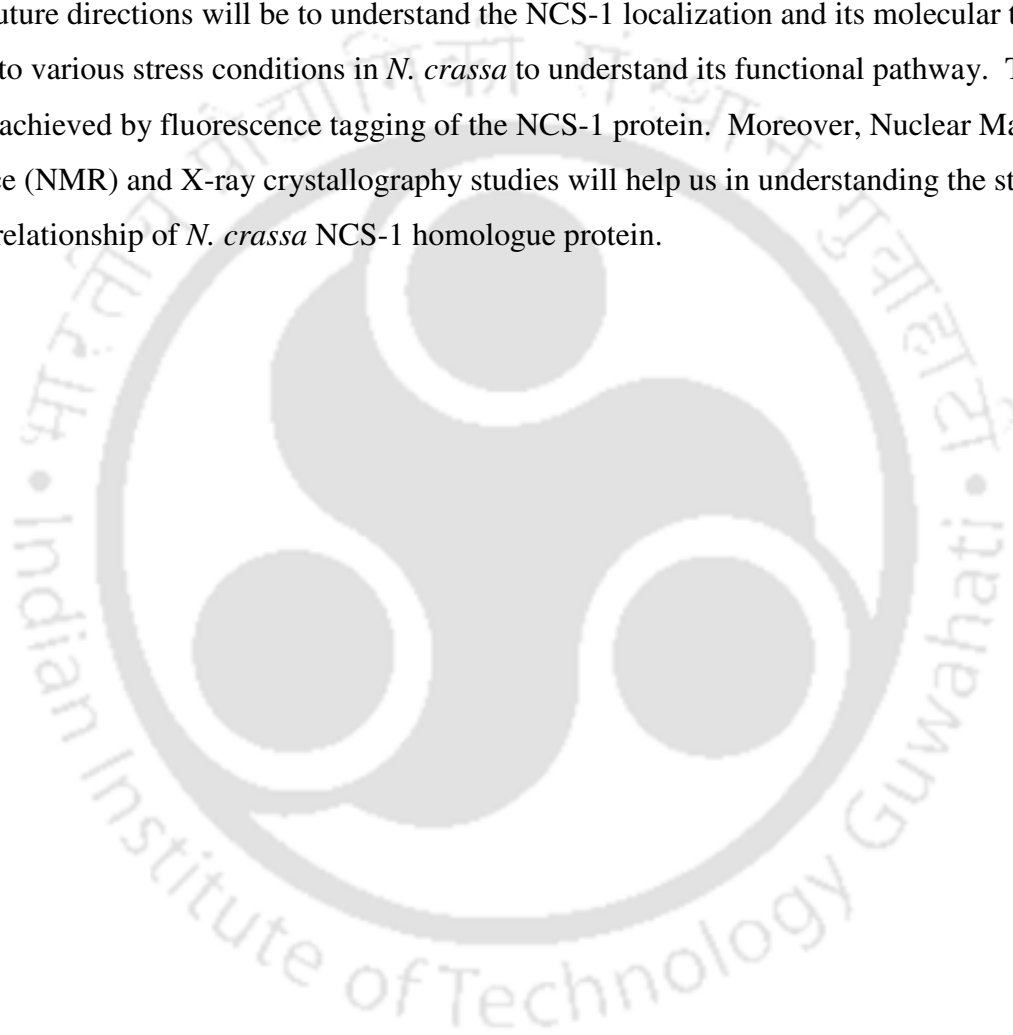 uture directions will be to understand the NCS-1 localization and its molecular t
to various stress conditions in N. crassa to understand its functional pathway. T
achieved by fluorescence tagging of the NCS-1 protein. Moreover, Nuclear Ma
ce (NMR) and X-ray crystallography studies will help us in understanding the st
relationship of N. crassa NCS-1 homologue protein.
भारतीय प्रौद्योगिकी संस्थान गुवाहाटी
Indian Institute of Technology Guwahati